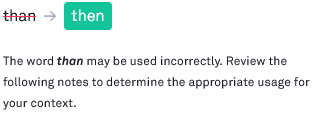 than → then
The word than may be used incorrectly. Review the
following notes to determine the appropriate usage for
your context.